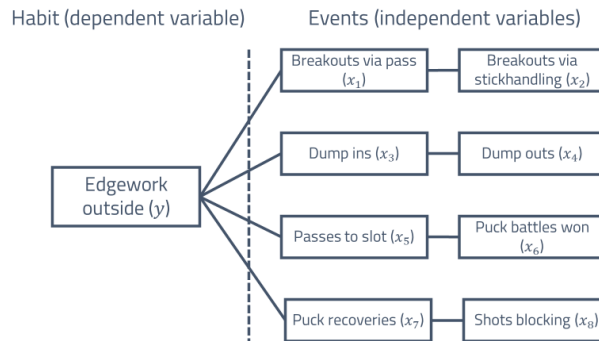 Habit (dependent variable)
Events (independent variables)
Breakouts via pass
(x₁)
Breakouts via
stickhandling (x₂)
Dump ins (x₃)
Dump outs (x₄)
Edgework
outside (y)
Passes to slot (x₅)
Puck battles won
(x₆)
Puck recoveries (x₇)
Shots blocking (x₈)